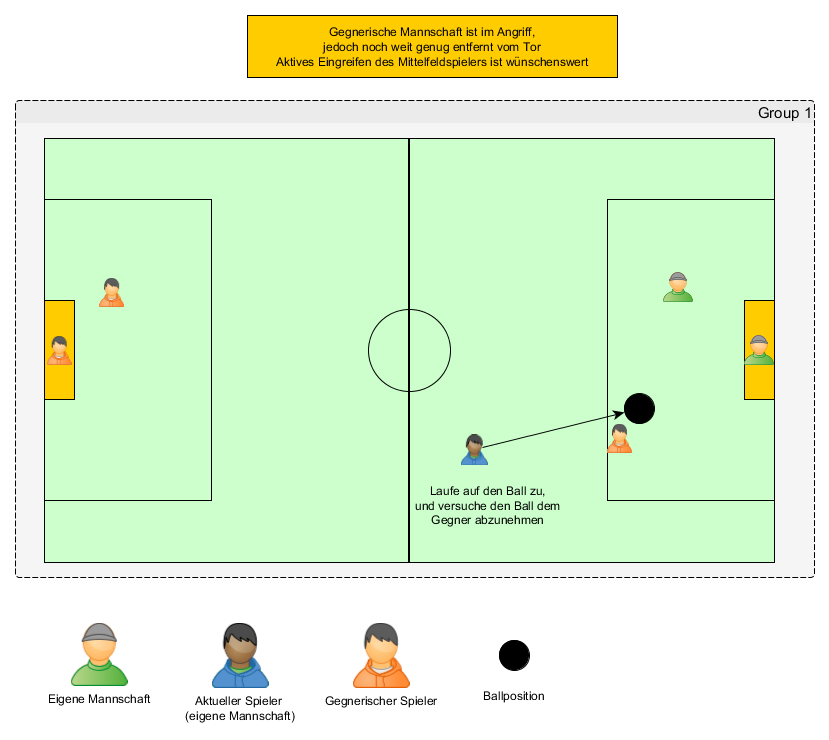 Gegnerische Mannschaft ist im Angriff,
jedoch noch weit genug entfernt vom Tor
Aktives Eingreifen des Mittelfeldspielers ist wünschenswert
Group 1
Laufe auf den Ball zu,
und versuche den Ball dem
Gegner abzunehmen
Eigene Mannschaft
Aktueller Spieler
(eigene Mannschaft)
Gegnerischer Spieler
Ballposition